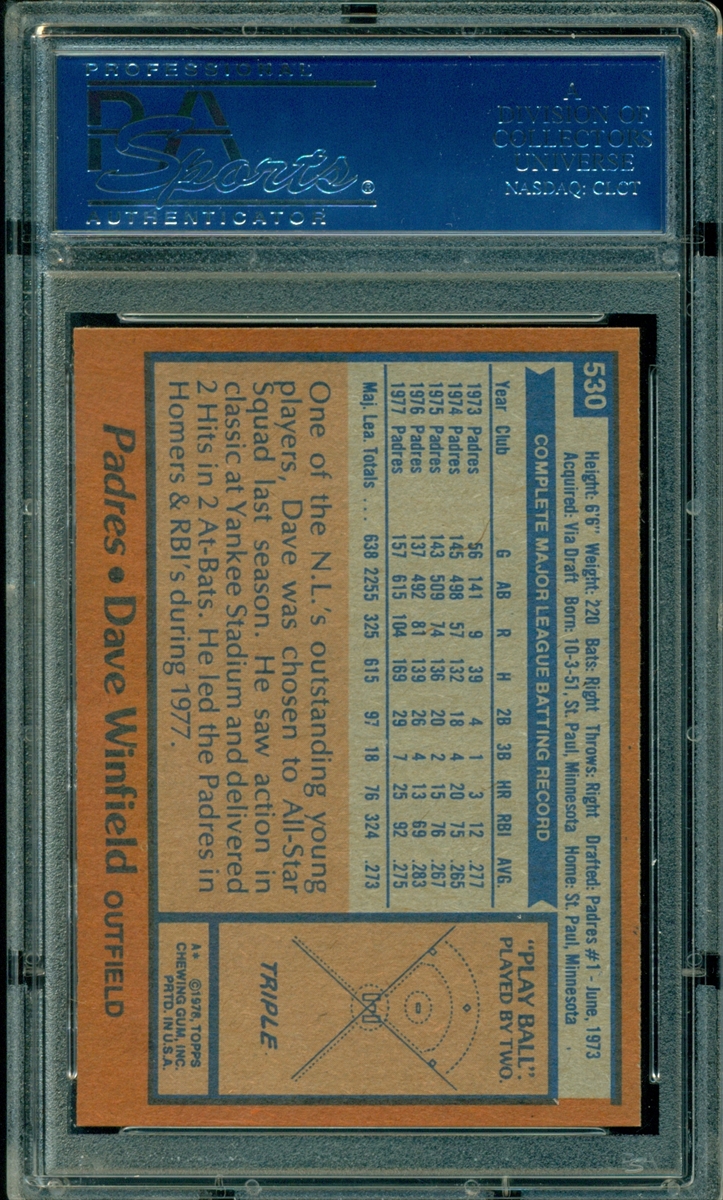 PROFESSIONAL
PSA
Sports®
AUTHENTICATOR
A
DIVISION OF
COLLECTORS
UNIVERSE
NASDAQ: CLCT
530
Height: 6'6" Weight: 220 Bats: Right Throws: Right Drafted: Padres #1 - June, 1973
Acquired: Via Draft Born: 10-3-51, St. Paul, Minnesota Home: St. Paul, Minnesota
COMPLETE MAJOR LEAGUE BATTING RECORD
Year Club G AB R H 2B 3B HR RBI AVG.
1973 Padres 56 141 9 39 4 1 3 12 .277
1974 Padres 145 498 57 132 18 4 20 75 .265
1975 Padres 143 509 74 136 20 2 15 76 .267
1976 Padres 137 492 81 139 26 4 13 69 .283
1977 Padres 157 615 104 169 29 7 25 92 .275
Maj. Lea. Totals ... 638 2255 325 615 97 18 76 324 .273
One of the N.L.'s outstanding young
players, Dave was chosen to All-Star
Squad last season. He saw action in
classic at Yankee Stadium and delivered
2 Hits in 2 At-Bats. He led the Padres in
Homers & RBI's during 1977.
"PLAY BALL"
PLAYED BY TWO.
TRIPLE.
A* ©1978, TOPPS
CHEWING GUM, INC.
PRTD. IN U.S.A.
Padres • Dave Winfield OUTFIELD